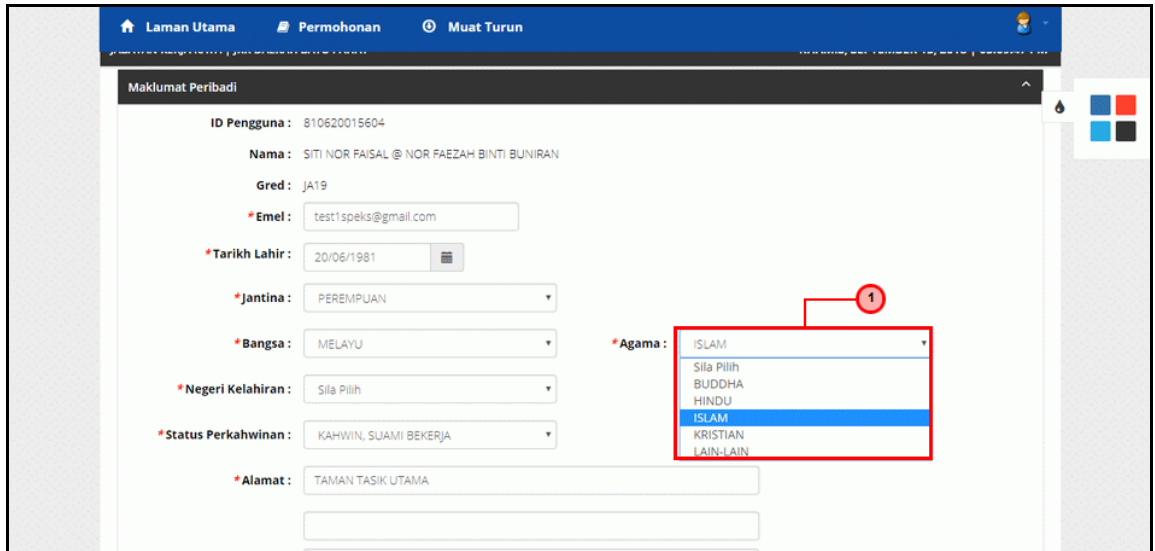 Laman Utama Permohonan Muat Turun
Maklumat Peribadi
ID Pengguna : 810620015604
Nama : SITI NOR FAISAL @ NOR FAEZAH BINTI BUNIRAN
Gred : JA19
*Emel : test1speks@gmail.com
*Tarikh Lahir : 20/06/1981
*Jantina : PEREMPUAN
1
*Bangsa : MELAYU *Agama : ISLAM
Sila Pilih
BUDDHA
*Negeri Kelahiran : Sila Pilih
HINDU
ISLAM
*Status Perkahwinan : KAHWIN, SUAMI BEKERJA
KRISTIAN
LAIN-LAIN
*Alamat : TAMAN TASIK UTAMA